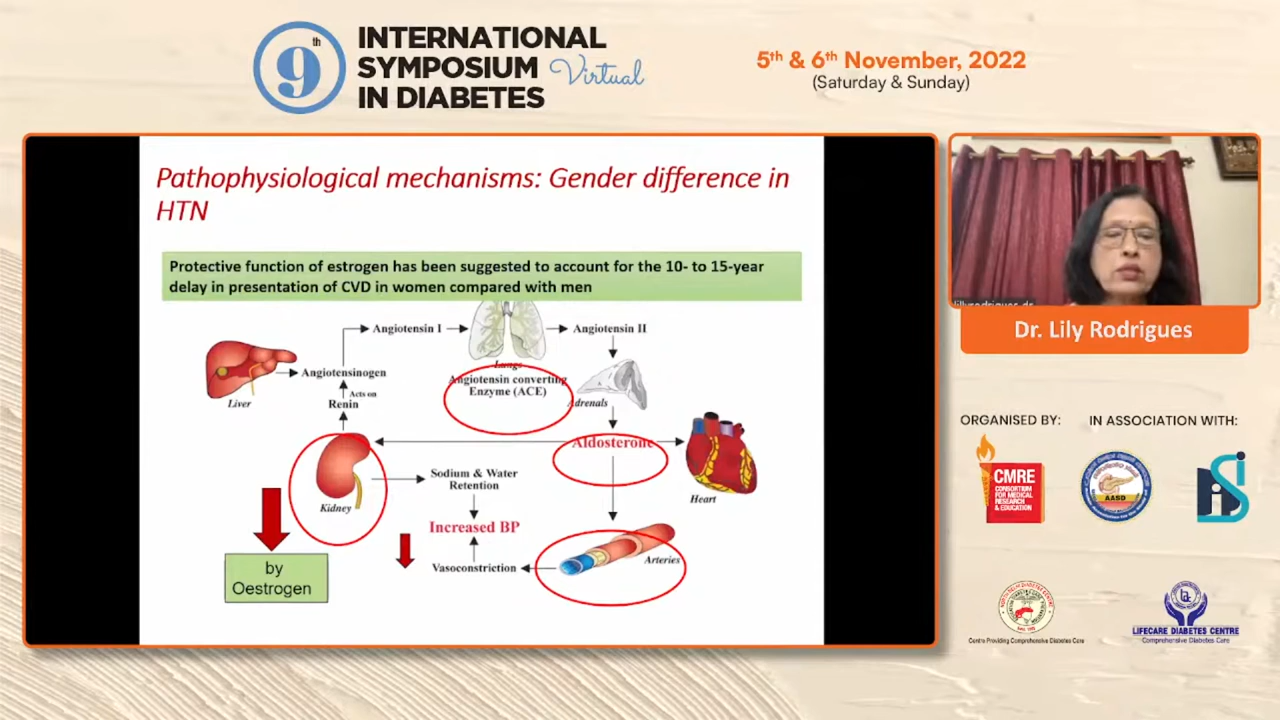 9th
INTERNATIONAL
SYMPOSIUM Virtual
IN DIABETES
5th & 6th November, 2022
(Saturday & Sunday)
Pathophysiological mechanisms: Gender difference in
HTN
Protective function of estrogen has been suggested to account for the 10- to 15-year
delay in presentation of CVD in women compared with men
Angiotensin I
Angiotensin II
Lungs
Angiotensin converting
Enzyme (ACE)
Liver
Angiotensinogen
Acts on
Renin
Adrenals
Aldosterone
Heart
Kidney
Sodium & Water
Retention
Increased BP
Vasoconstriction
Arteries
by
Oestrogen
lillyrodrigues dr
Dr. Lily Rodrigues
ORGANISED BY:
IN ASSOCIATION WITH:
CMRE
CONSORTIUM
FOR MEDICAL
RESEARCH
& EDUCATION
AASD
Centre Providing Comprehensive Diabetes Care
LIFECARE DIABETES CENTRE
Comprehensive Diabetes Care